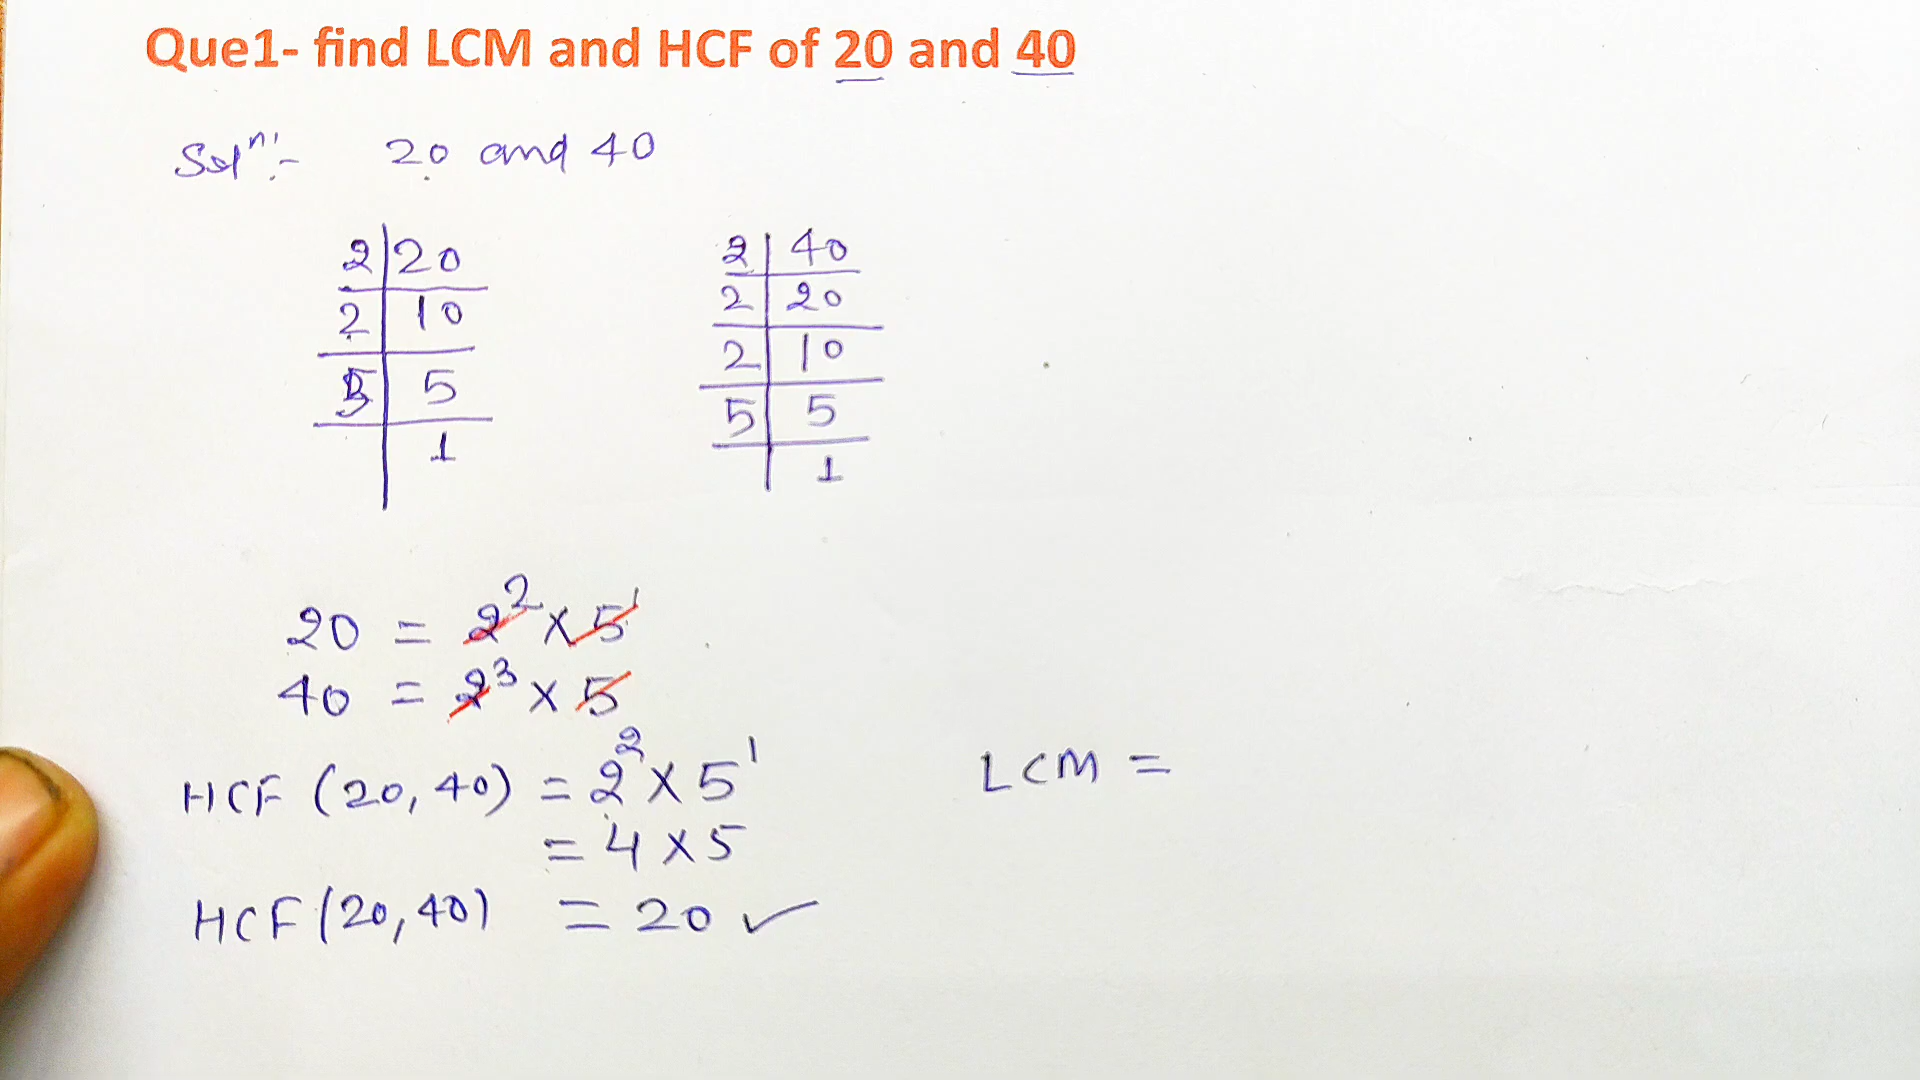 Que1- find LCM and HCF of 20 and 40
Solⁿ:- 20 and 40
2 | 20
2 | 10
5 | 5
1
2 | 40
2 | 20
2 | 10
5 | 5
1
20 = 2² × 5¹
40 = 2³ × 5
HCF (20, 40) = 2² × 5¹
= 4 × 5
HCF (20, 40) = 20 ✓
LCM =